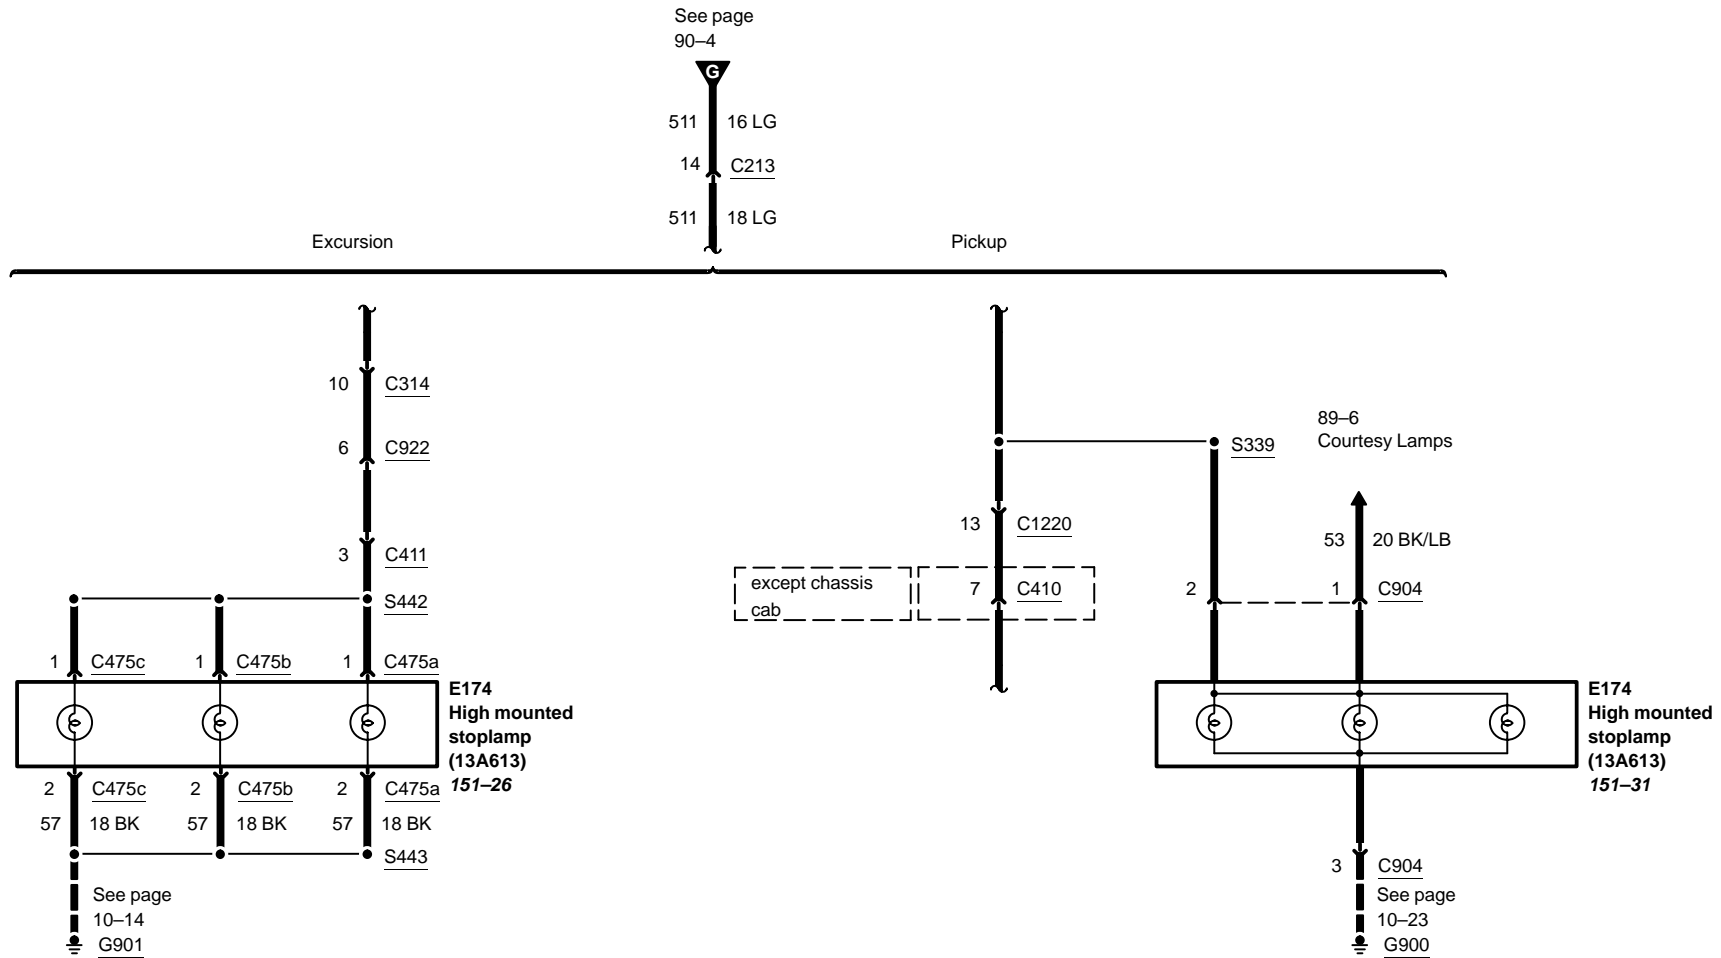 See page
90–4
G
511 16 LG
14 C213
511 18 LG
Excursion
Pickup
10 C314
6 C922
3 C411
S442
1 C475c
1 C475b
1 C475a
E174
High mounted
stoplamp
(13A613)
151–26
2 C475c
2 C475b
2 C475a
57 18 BK
57 18 BK
57 18 BK
S443
See page
10–14
G901
S339
89–6
Courtesy Lamps
13 C1220
53 20 BK/LB
except chassis
cab
7 C410
2
1 C904
E174
High mounted
stoplamp
(13A613)
151–31
3 C904
See page
10–23
G900